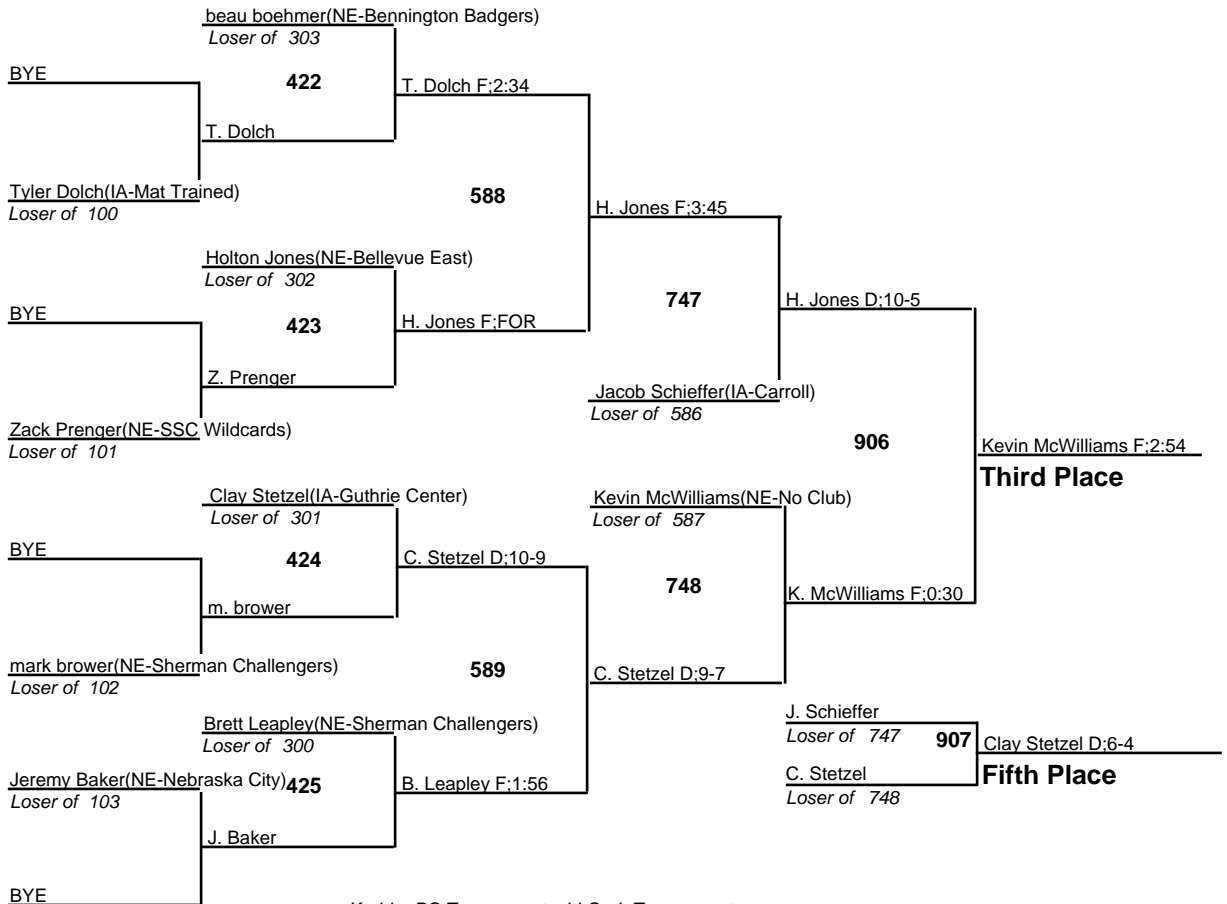 beau boehmer(NE-Bennington Badgers)
Loser of 303
BYE
422
T. Dolch F;2:34
T. Dolch
Tyler Dolch(IA-Mat Trained)
Loser of 100
588
H. Jones F;3:45
Holton Jones(NE-Bellevue East)
Loser of 302
BYE
423
H. Jones F;FOR
747
H. Jones D;10-5
Z. Prenger
Jacob Schieffer(IA-Carroll)
Loser of 586
Zack Prenger(NE-SSC Wildcards)
Loser of 101
906
Kevin McWilliams F;2:54
Third Place
Clay Stetzel(IA-Guthrie Center)
Loser of 301
Kevin McWilliams(NE-No Club)
Loser of 587
BYE
424
C. Stetzel D;10-9
748
K. McWilliams F;0:30
m. brower
mark brower(NE-Sherman Challengers)
Loser of 102
589
C. Stetzel D;9-7
Brett Leapley(NE-Sherman Challengers)
Loser of 300
J. Schieffer
Loser of 747
907
Clay Stetzel D;6-4
Fifth Place
Jeremy Baker(NE-Nebraska City)
Loser of 103
425
B. Leapley F;1:56
C. Stetzel
Loser of 748
J. Baker
BYE